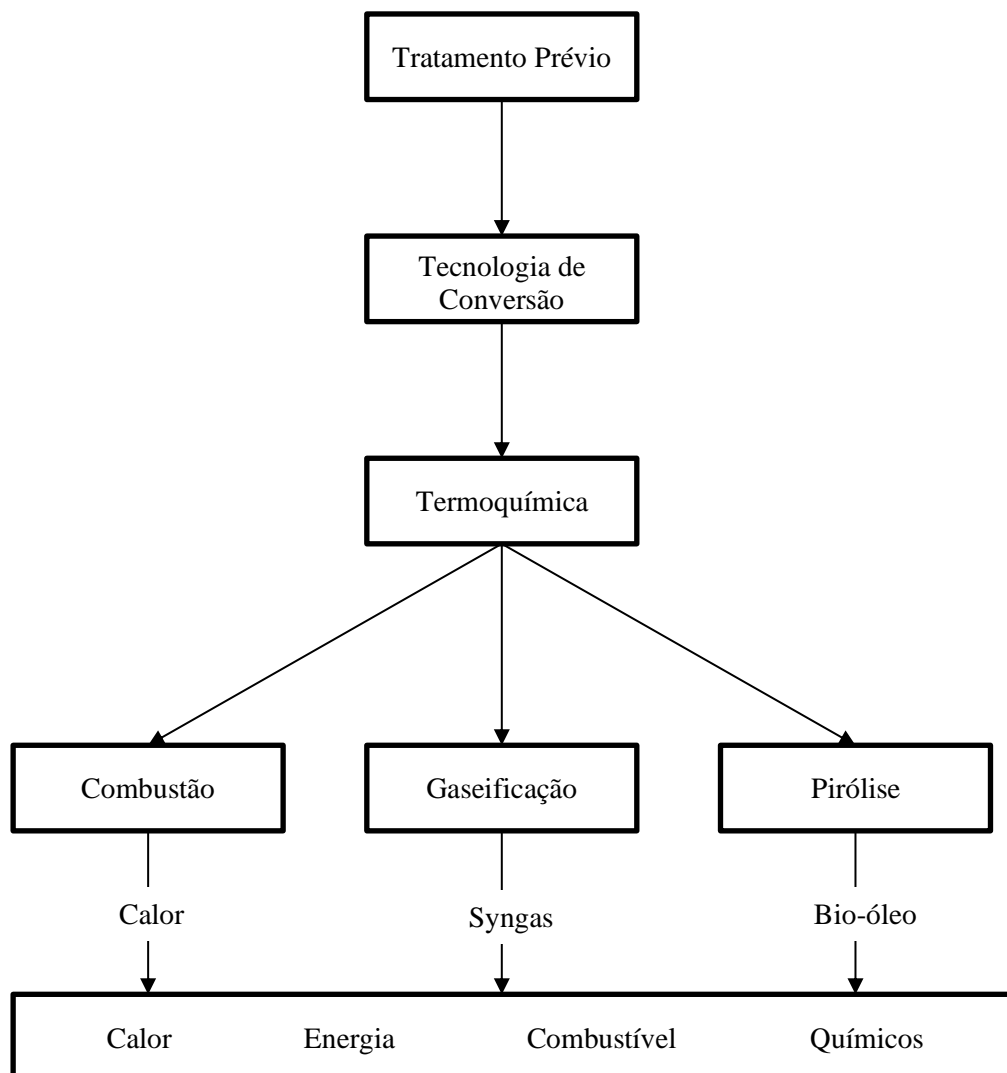 Tratamento Prévio
Tecnologia de
Conversão
Termoquímica
Combustão
Gaseificação
Pirólise
Calor
Syngas
Bio-óleo
Calor
Energia
Combustível
Químicos